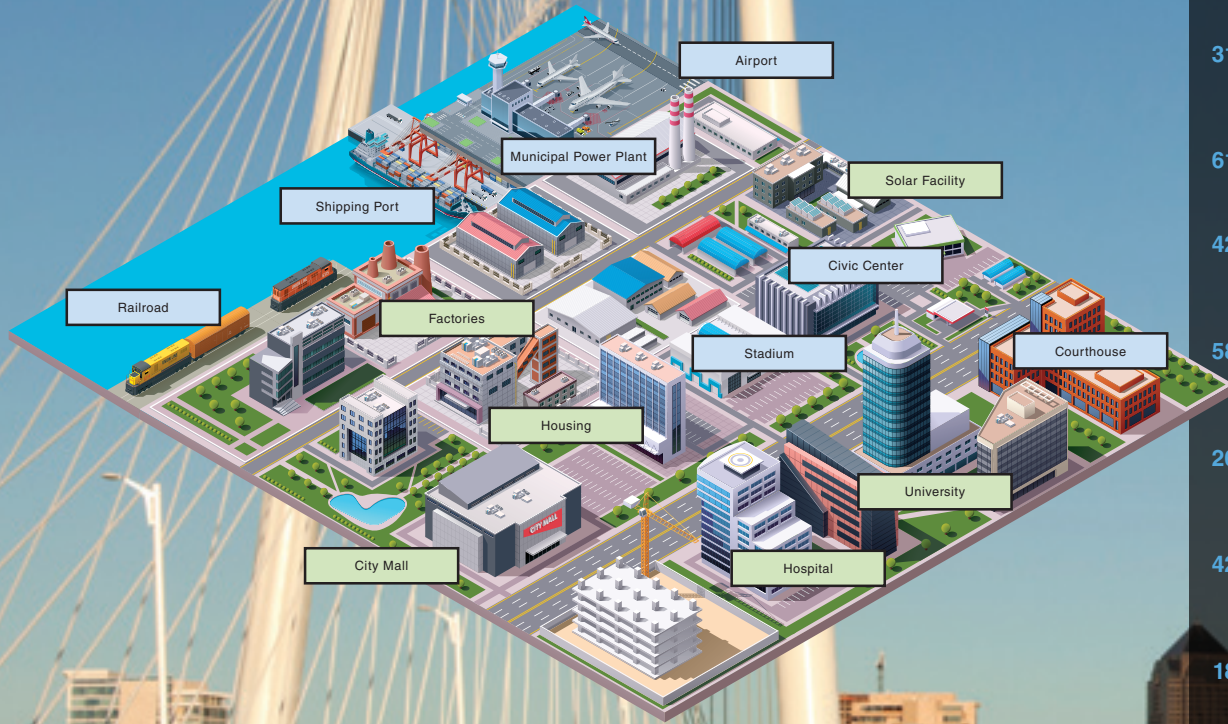 Airport
Municipal Power Plant
Solar Facility
Shipping Port
Civic Center
Railroad
Factories
Stadium
Courthouse
Housing
University
CITY MALL
City Mall
Hospital